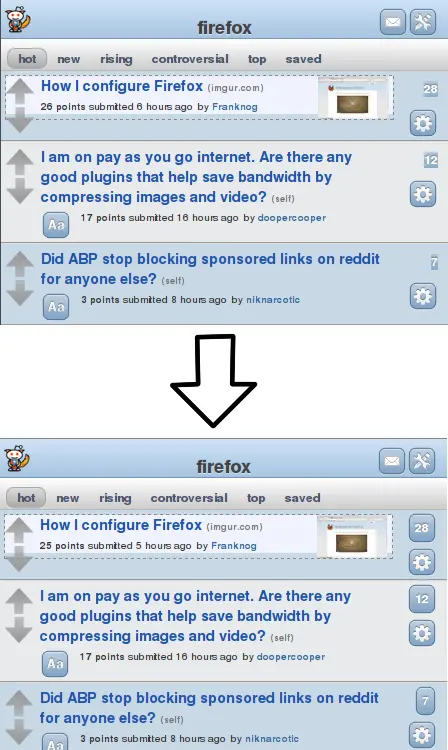 firefox
hot new rising controversial top saved
How I configure Firefox (imgur.com)
28
26 points submitted 6 hours ago by Franknog
I am on pay as you go internet. Are there any
12
good plugins that help save bandwidth by
compressing images and video? (self)
Aa
17 points submitted 16 hours ago by doopercooper
Did ABP stop blocking sponsored links on reddit
7
for anyone else? (self)
Aa
3 points submitted 8 hours ago by niknarcotic
firefox
hot new rising controversial top saved
How I configure Firefox (imgur.com)
28
25 points submitted 5 hours ago by Franknog
I am on pay as you go internet. Are there any
12
good plugins that help save bandwidth by
compressing images and video? (self)
Aa
17 points submitted 16 hours ago by doopercooper
Did ABP stop blocking sponsored links on reddit
7
for anyone else? (self)
Aa
3 points submitted 8 hours ago by niknarcotic